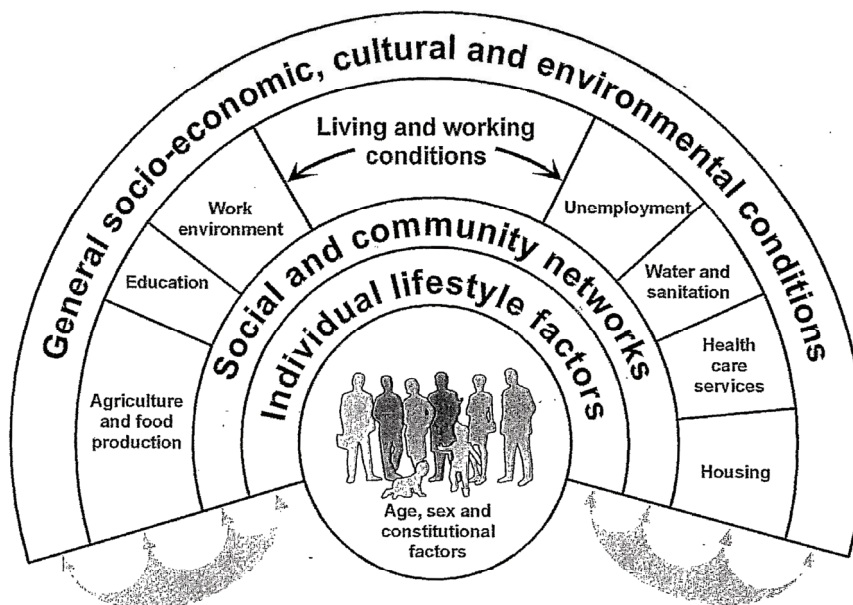 General socio-economic, cultural and environmental conditions
Living and working
conditions
Work
environment
Unemployment
Education
Water and
sanitation
Social and community networks
Individual lifestyle factors
Health
care
services
Agriculture
and food
production
Housing
Age, sex and
constitutional
factors